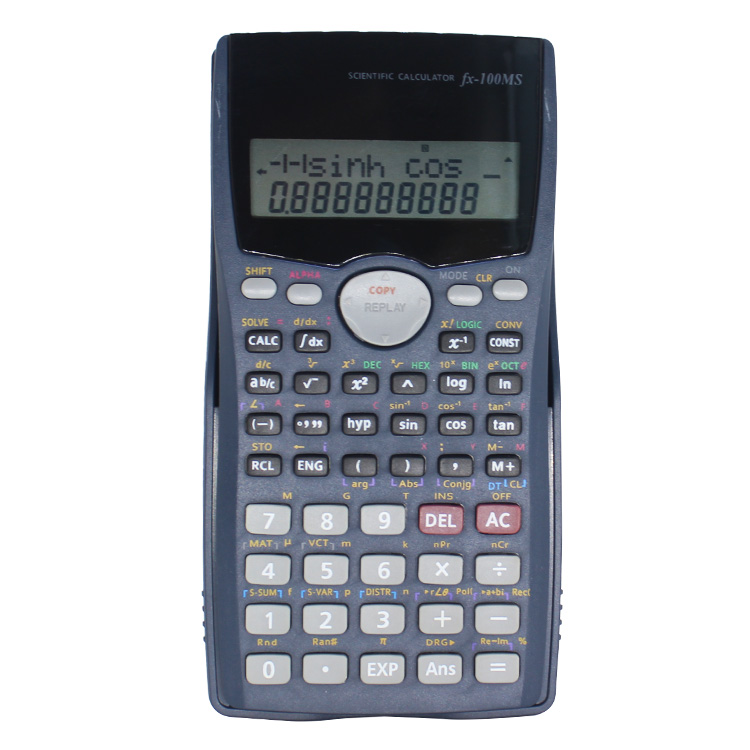 SCIENTIFIC CALCULATOR fx-100MS
-H-Isinh cos _
0.888888888
SHIFT ALPHA COPY REPLAY MODE CLR ON
SOLVE = d/dx : x! LOGIC CONV
CALC ∫dx x⁻¹ CONST
d/c ³√ x³ DEC ˣ√ HEX 10ˣ BIN eˣ OCT e
ab/c √ x² ^ log ln
∠ A ← B C sin⁻¹ D cos⁻¹ E tan⁻¹ F
(−) °,,, hyp sin cos tan
STO ← i X ; Y M− M
RCL ENG ( ) , M+
arg Abs Conjg DT CL
M G T INS OFF
7 8 9 DEL AC
MAT μ VCT m k nPr nCr
4 5 6 × ÷
S-SUM f S-VAR p DISTR n ▸r∠θ Pol( ▸a+bi Rec(
1 2 3 + −
Rnd Ran# π DRG▸ Re-Im %
0 . EXP Ans =